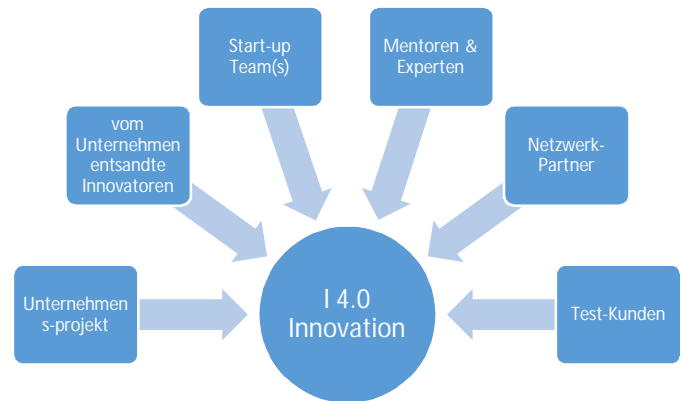 Start-up
Team(s)
Mentoren &
Experten
vom
Unternehmen
entsandte
Innovatoren
Netzwerk-
Partner
Unternehmen
s-projekt
I 4.0
Innovation
Test-Kunden